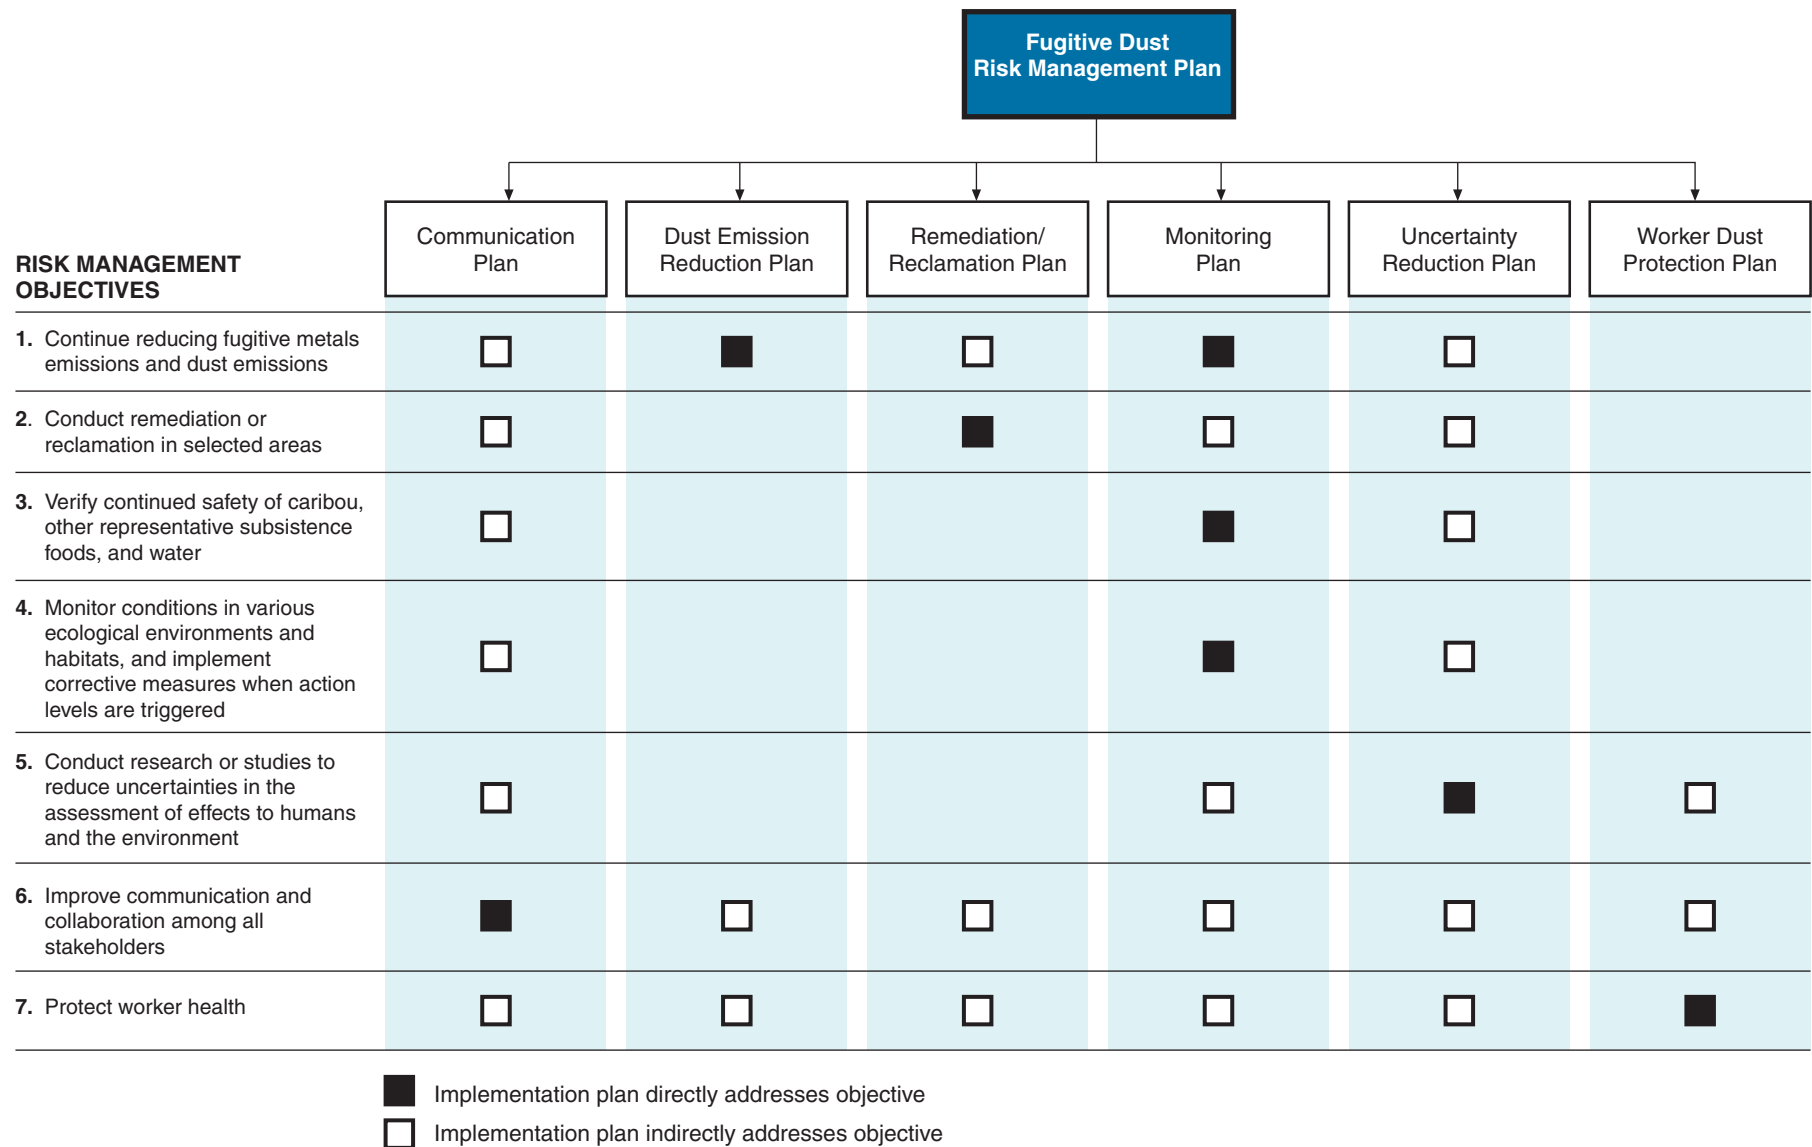 Fugitive Dust
Risk Management Plan
Communication
Plan
Dust Emission
Reduction Plan
Remediation/
Reclamation Plan
Monitoring
Plan
Uncertainty
Reduction Plan
Worker Dust
Protection Plan
RISK MANAGEMENT
OBJECTIVES
1. Continue reducing fugitive metals
emissions and dust emissions
2. Conduct remediation or
reclamation in selected areas
3. Verify continued safety of caribou,
other representative subsistence
foods, and water
4. Monitor conditions in various
ecological environments and
habitats, and implement
corrective measures when action
levels are triggered
5. Conduct research or studies to
reduce uncertainties in the
assessment of effects to humans
and the environment
6. Improve communication and
collaboration among all
stakeholders
7. Protect worker health
Implementation plan directly addresses objective
Implementation plan indirectly addresses objective